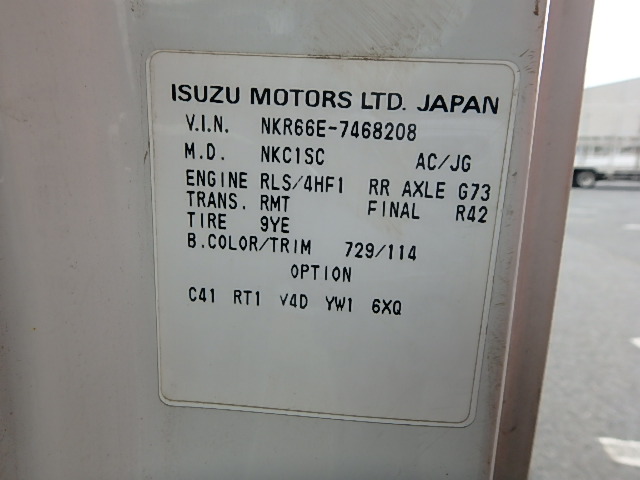 ISUZU MOTORS LTD. JAPAN
V.I.N. NKR66E-7468208
M.D. NKC1SC AC/JG
ENGINE RLS/4HF1 RR AXLE G73
TRANS. RMT FINAL R42
TIRE 9YE
B.COLOR/TRIM 729/114
OPTION
C41 RT1 V4D YW1 6XQ